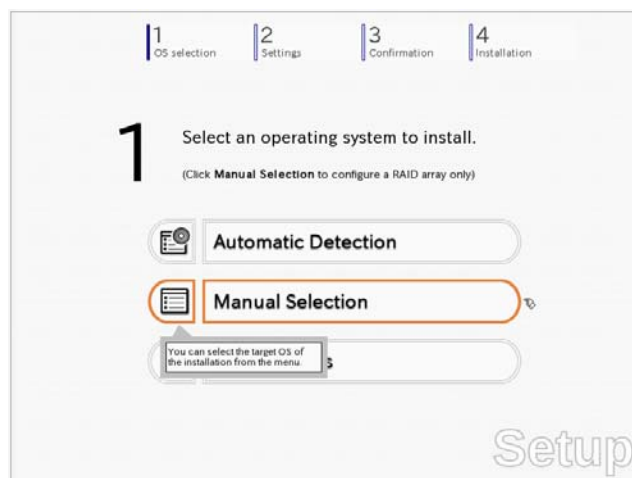 1
OS selection
2
Settings
3
Confirmation
4
Installation
1
Select an operating system to install.
(Click Manual Selection to configure a RAID array only)
Automatic Detection
Manual Selection
You can select the target OS of
the installation from the menu.
Setup